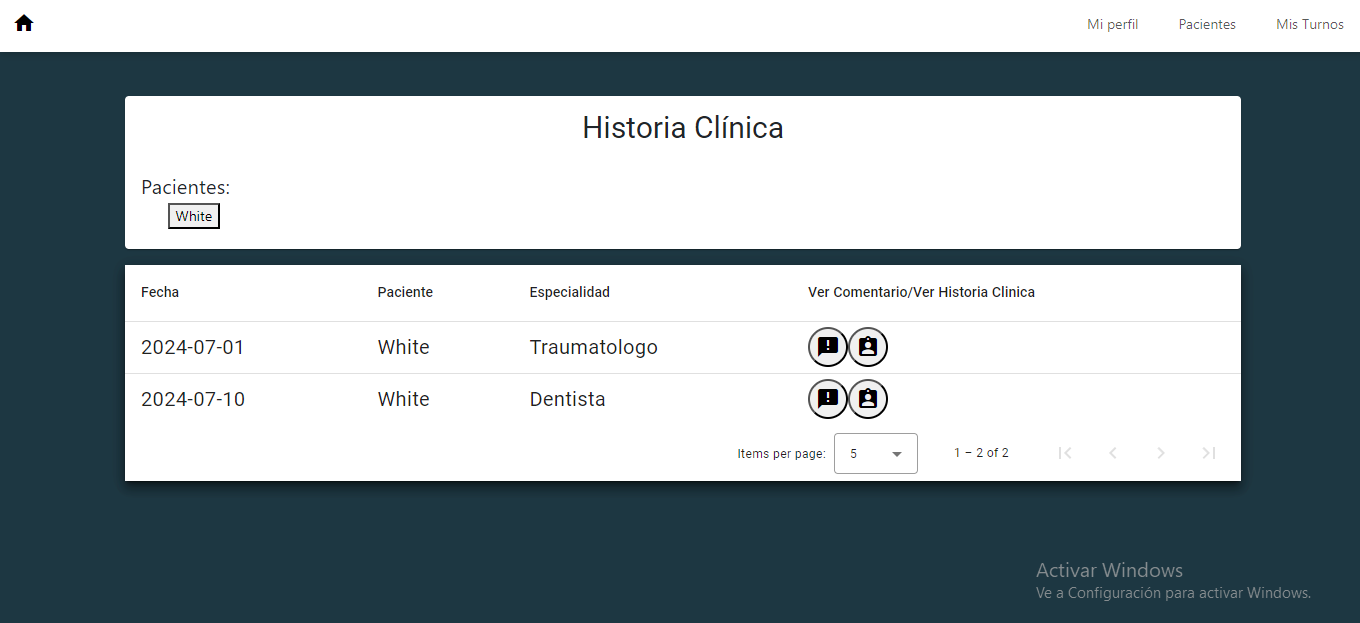 Mi perfil Pacientes Mis Turnos
Historia Clínica
Pacientes:
White
Fecha Paciente Especialidad Ver Comentario/Ver Historia Clinica
2024-07-01 White Traumatologo
2024-07-10 White Dentista
Items per page: 5 1 – 2 of 2
Activar Windows
Ve a Configuración para activar Windows.